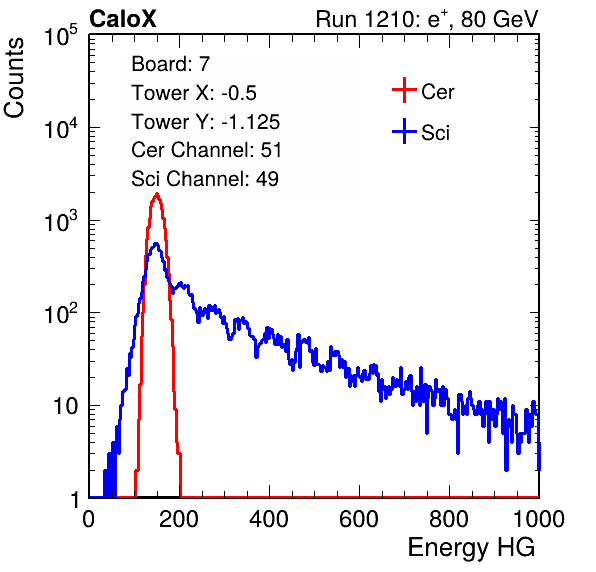 CaloX Run 1210: e⁺, 80 GeV
Counts
Board: 7
Tower X: -0.5
Tower Y: -1.125
Cer Channel: 51
Sci Channel: 49
Cer
Sci
10⁵
10⁴
10³
10²
10
1
0 200 400 600 800 1000
Energy HG